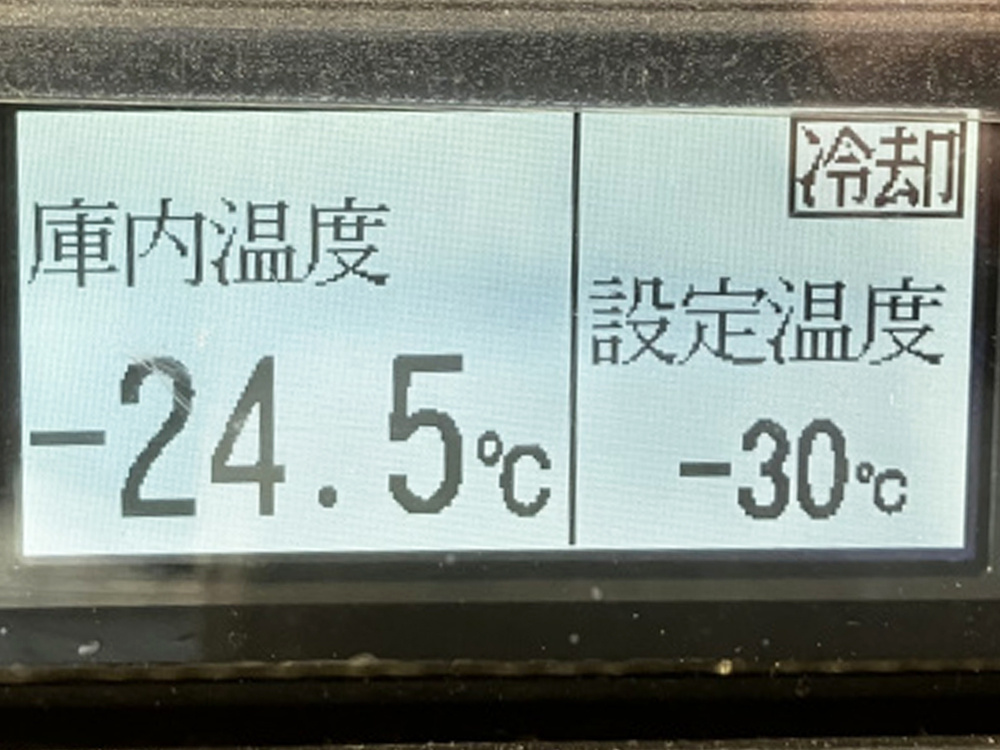 庫内温度
-24.5℃
冷却
設定温度
-30℃